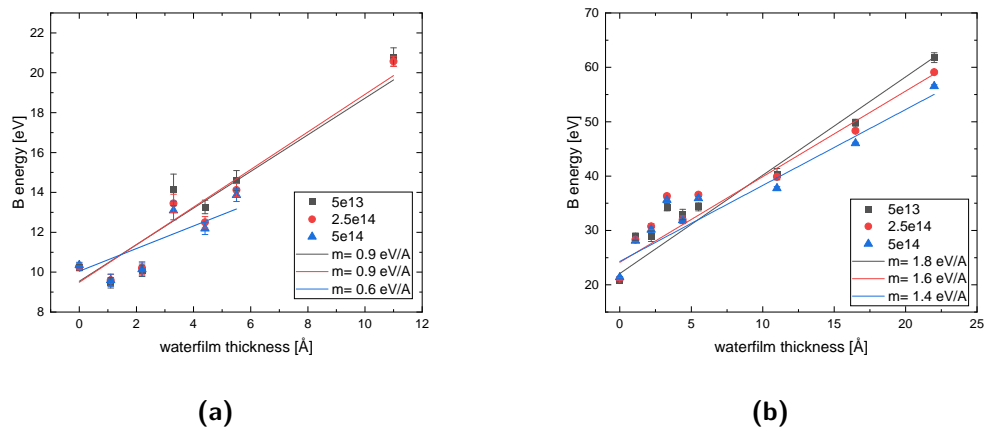 22
20
18
16
14
12
10
8
B energy [eV]
5e13
2.5e14
5e14
m= 0.9 eV/A
m= 0.9 eV/A
m= 0.6 eV/A
0 2 4 6 8 10 12
waterfilm thickness [Å]
(a)
70
60
50
40
30
20
B energy [eV]
5e13
2.5e14
5e14
m= 1.8 eV/A
m= 1.6 eV/A
m= 1.4 eV/A
0 5 10 15 20 25
waterfilm thickness [Å]
(b)